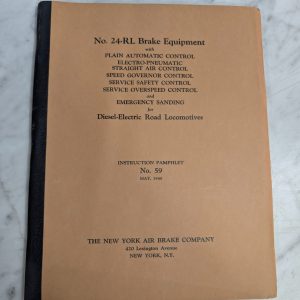 No. 24-RL Brake Equipment
with
PLAIN AUTOMATIC CONTROL
ELECTRO-PNEUMATIC
STRAIGHT AIR CONTROL
SPEED GOVERNOR CONTROL
SERVICE SAFETY CONTROL
SERVICE OVERSPEED CONTROL
and
EMERGENCY SANDING
for
Diesel-Electric Road Locomotives
INSTRUCTION PAMPHLET
No. 59
MAY,
THE NEW YORK AIR BRAKE COMPANY
420 Lexington Avenue
NEW YORK, N.Y.